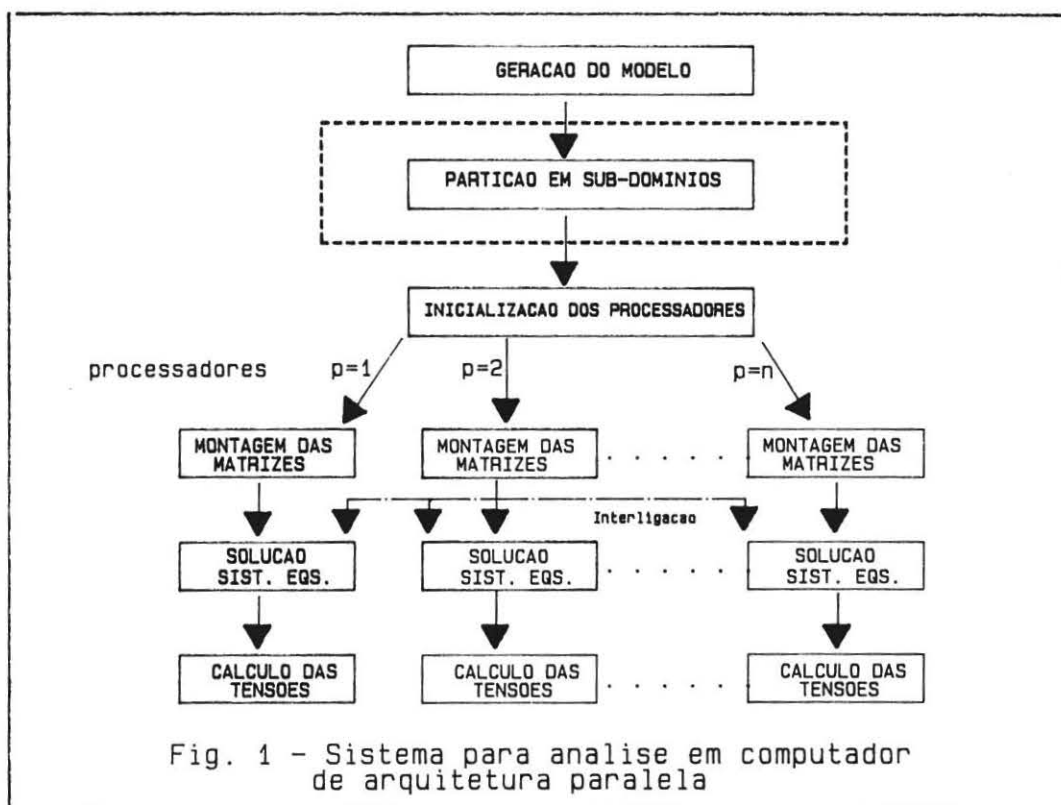 GERACAO DO MODELO
PARTICAO EM SUB-DOMINIOS
INICIALIZACAO DOS PROCESSADORES
processadores p=1 p=2 p=n
MONTAGEM DAS MATRIZES
MONTAGEM DAS MATRIZES . . . . .
MONTAGEM DAS MATRIZES
Interligacao
SOLUCAO SIST. EQS.
SOLUCAO SIST. EQS. . . . . .
SOLUCAO SIST. EQS.
CALCULO DAS TENSOES
CALCULO DAS TENSOES . . . . .
CALCULO DAS TENSOES
Fig. 1 - Sistema para analise em computador
de arquitetura paralela